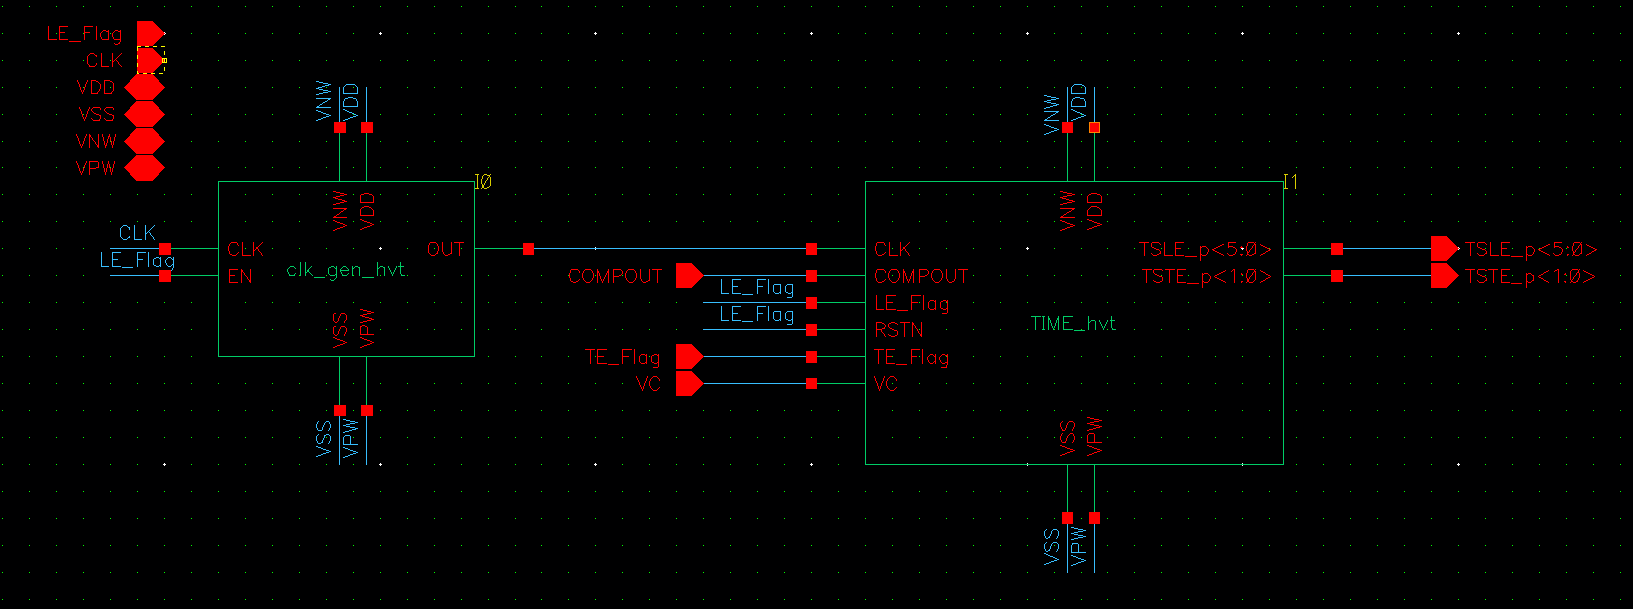 LE_Flag
CLK
VDD
VSS
VNW
VPW
CLK
LE_Flag
VNW
VDD
I0
VNW
VDD
CLK
OUT
EN
clk_gen_hvt
VSS
VPW
VSS
VPW
COMPOUT
LE_Flag
LE_Flag
TE_Flag
VC
VNW
VDD
I1
VNW
VDD
CLK
COMPOUT
LE_Flag
RSTN
TE_Flag
VC
TIME_hvt
TSLE_p<5:0>
TSTE_p<1:0>
VSS
VPW
VSS
VPW
TSLE_p<5:0>
TSTE_p<1:0>